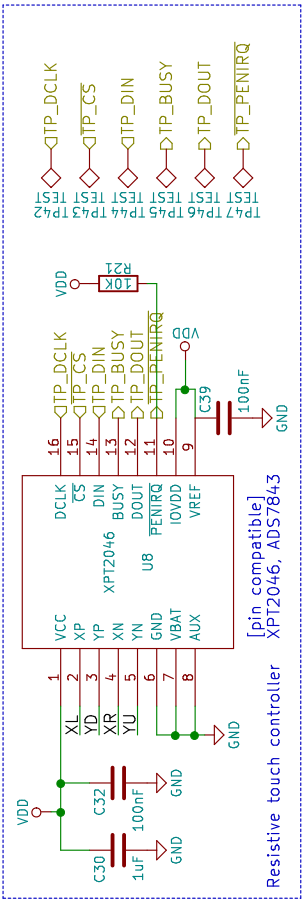 TP_DCLK
TP_CS
TP_DIN
TP_BUSY
TP_DOUT
TP_PENIRQ
TEST
TP42
TEST
TP43
TEST
TP44
TEST
TP45
TEST
TP46
TEST
TP47
VDD
R21
10K
VDD
TP_DCLK
TP_CS
TP_DIN
TP_BUSY
TP_DOUT
TP_PENIRQ
C39
100nF
GND
16
15
14
13
12
11
10
9
DCLK
CS
DIN
BUSY
DOUT
PENIRQ
IOVDD
VREF
XPT2046
U8
[pin compatible]
XPT2046, ADS7843
VCC
XP
YP
XN
YN
GND
VBAT
AUX
1
2
3
4
5
6
7
8
XL
YD
XR
YU
GND
VDD
C32
100nF
GND
C30
1uF
GND
Resistive touch controller